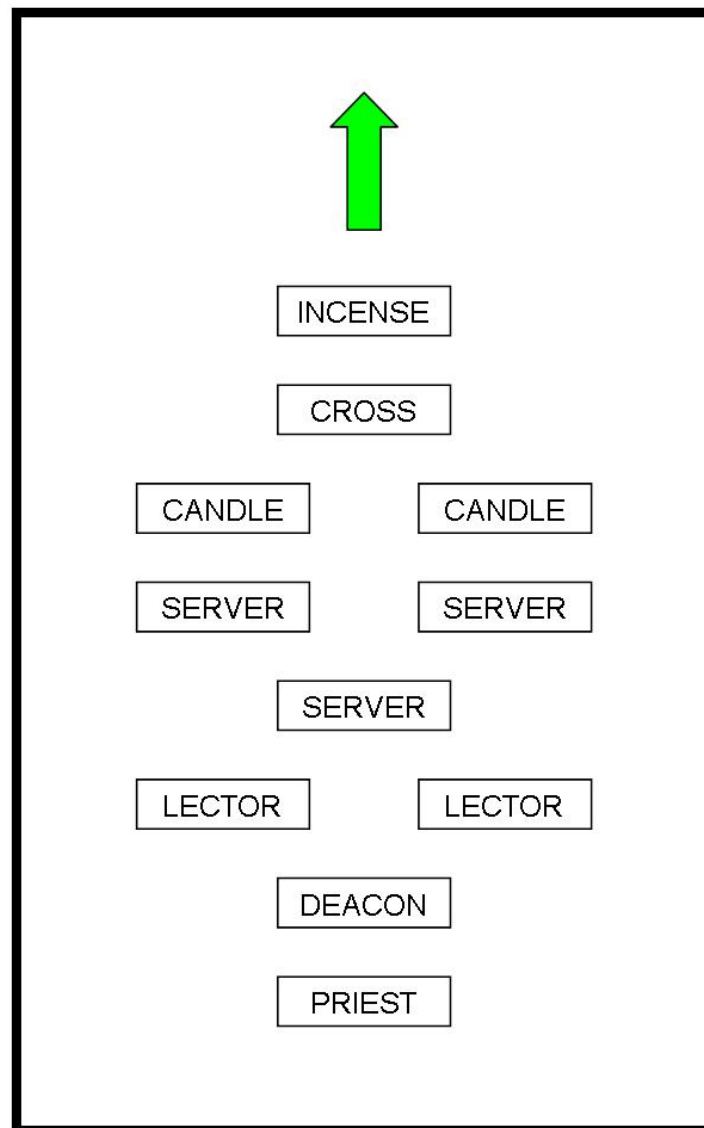 INCENSE
CROSS
CANDLE CANDLE
SERVER SERVER
SERVER
LECTOR LECTOR
DEACON
PRIEST